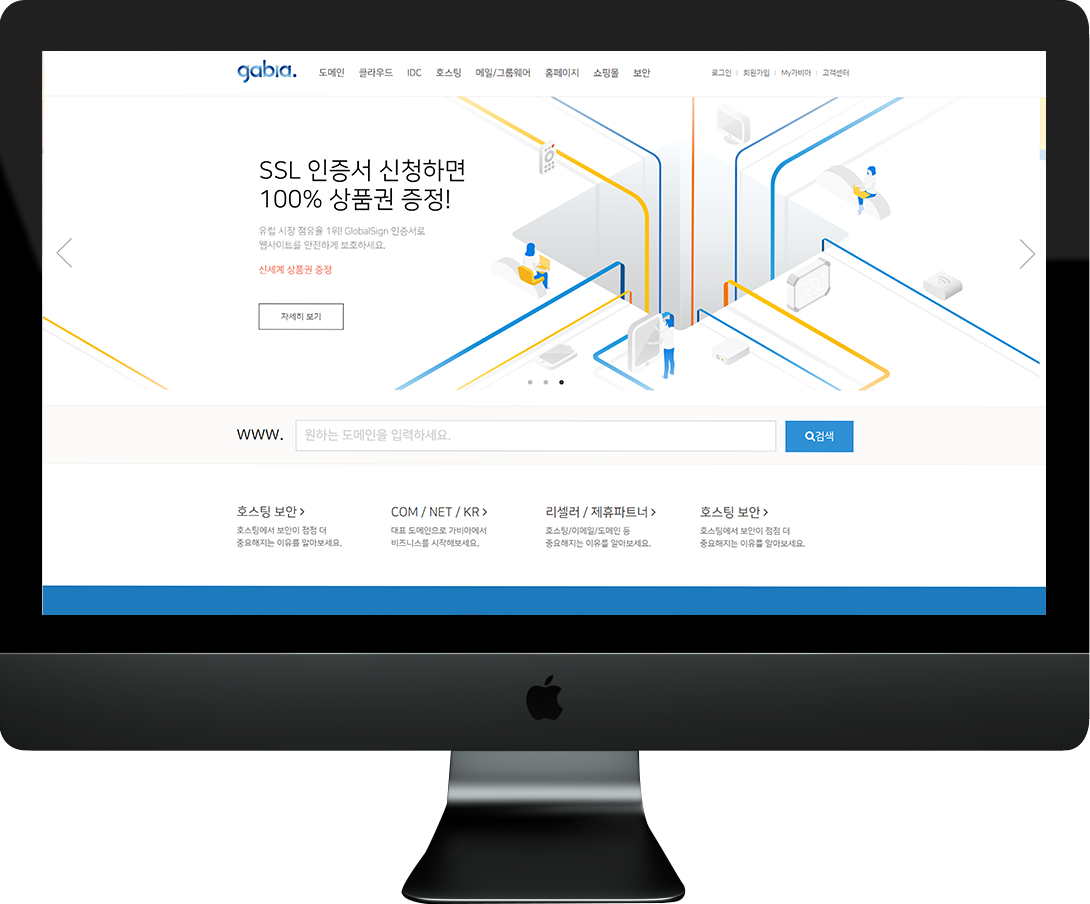 gabia.
도메인 클라우드 IDC 호스팅 메일/그룹웨어 홈페이지 쇼핑몰 보안
로그인 | 회원가입 | My가비아 | 고객센터
SSL 인증서 신청하면
100% 상품권 증정!
유럽 시장 점유율 1위! GlobalSign 인증서로
웹사이트를 안전하게 보호하세요.
신세계 상품권 증정
자세히 보기
WWW.
원하는 도메인을 입력하세요.
검색
호스팅 보안 >
호스팅에서 보안이 점점 더
중요해지는 이유를 알아보세요.
COM / NET / KR >
대표 도메인으로 가비아에서
비즈니스를 시작해보세요.
리셀러 / 제휴파트너 >
호스팅/미메일/도메인 등
중요해지는 이유를 알아보세요.
호스팅 보안 >
호스팅에서 보안이 점점 더
중요해지는 이유를 알아보세요.